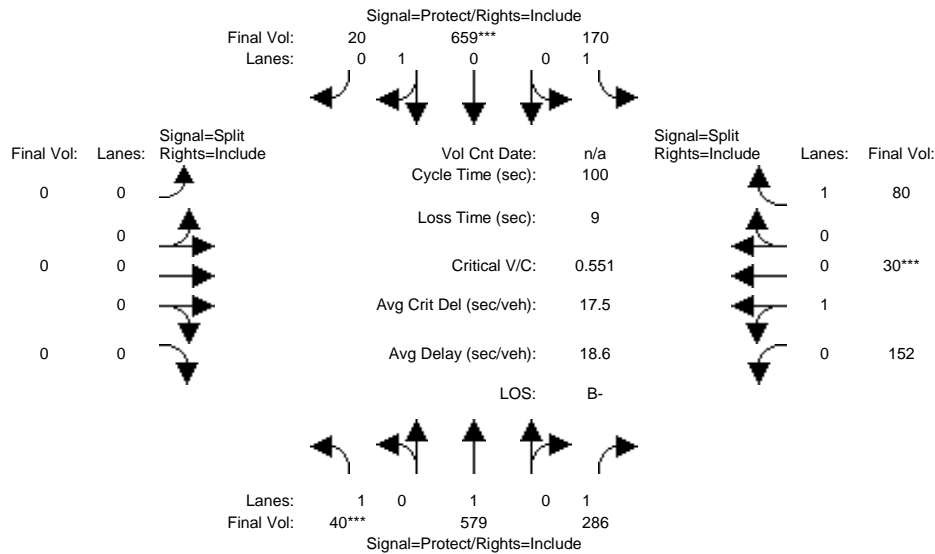 Signal=Protect/Rights=Include
Final Vol: 20 659*** 170
Lanes: 0 1 0 0 1
Signal=Split
Final Vol: Lanes: Rights=Include
Vol Cnt Date: n/a
Signal=Split
Rights=Include Lanes: Final Vol:
Cycle Time (sec): 100
0 0
1 80
Loss Time (sec): 9
0
0
0 0
Critical V/C: 0.551
0 30***
0
Avg Crit Del (sec/veh): 17.5
1
0 0
Avg Delay (sec/veh): 18.6
0 152
LOS: B-
Lanes: 1 0 1 0 1
Final Vol: 40*** 579 286
Signal=Protect/Rights=Include